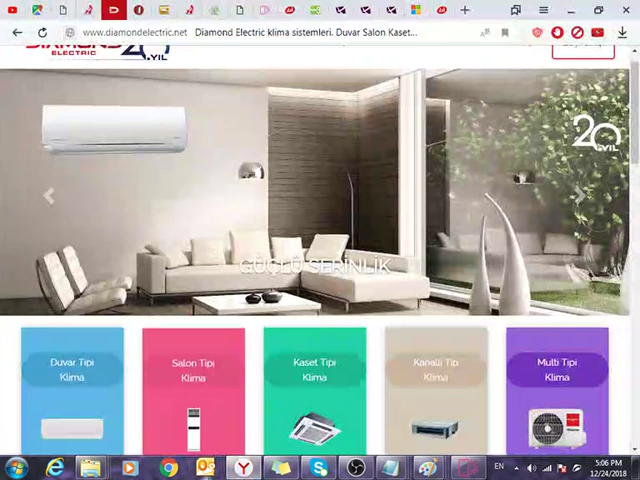 www.diamondelectric.net Diamond Electric klima sistemleri. Duvar Salon Kaset...
ELECTRIC
20.YIL
20.YIL
GÜÇLÜ SERİNLİK
Duvar Tipi
Klima
Salon Tipi
Klima
Kaset Tipi
Klima
Kanallı Tip
Klima
Multi Tipi
Klima
EN
5:06 PM
12/24/2018